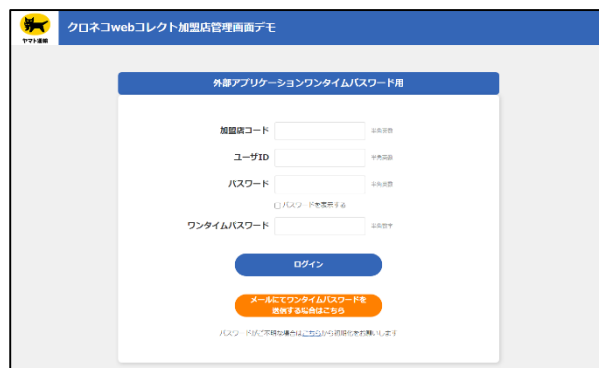 クロネコwebコレクト加盟店管理画面デモ
ヤマト運輸
外部アプリケーションワンタイムパスワード用
加盟店コード 半角英数
ユーザID 半角英数
パスワード 半角英数
パスワードを表示する
ワンタイムパスワード 半角数字
ログイン
メールにてワンタイムパスワードを
送信する場合はこちら
パスワードがご不明な場合はこちらから初期化をお願いします